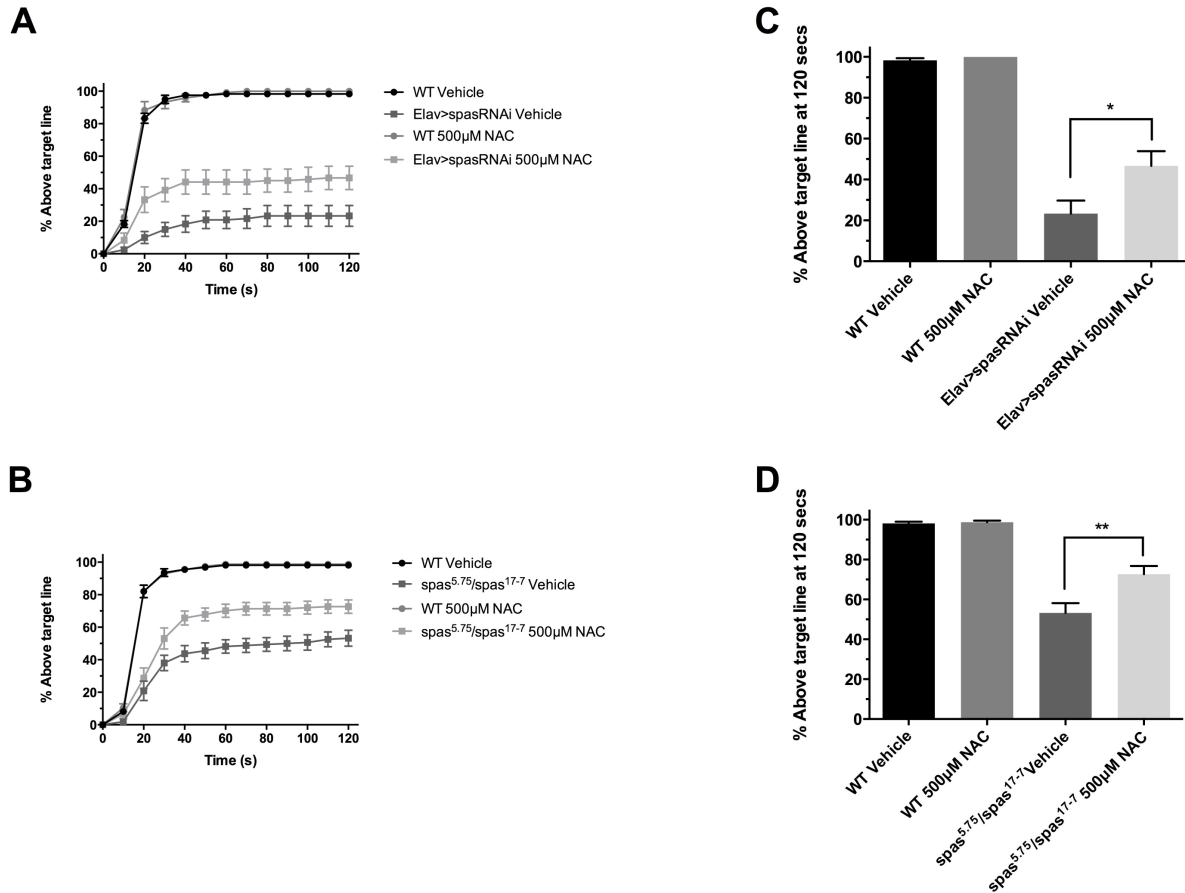 A
% Above target line
100
80
60
40
20
0
0 20 40 60 80 100 120
Time (s)
WT Vehicle
Elav>spasRNAi Vehicle
WT 500µM NAC
Elav>spasRNAi 500µM NAC
C
% Above target line at 120 secs
100
80
60
40
20
0
*
WT Vehicle
WT 500µM NAC
Elav>spasRNAi Vehicle
Elav>spasRNAi 500µM NAC
B
% Above target line
100
80
60
40
20
0
0 20 40 60 80 100 120
Time (s)
WT Vehicle
spas5.75/spas17-7 Vehicle
WT 500µM NAC
spas5.75/spas17-7 500µM NAC
D
% Above target line at 120 secs
100
80
60
40
20
0
**
WT Vehicle
WT 500µM NAC
spas5.75/spas17-7 Vehicle
spas5.75/spas17-7 500µM NAC